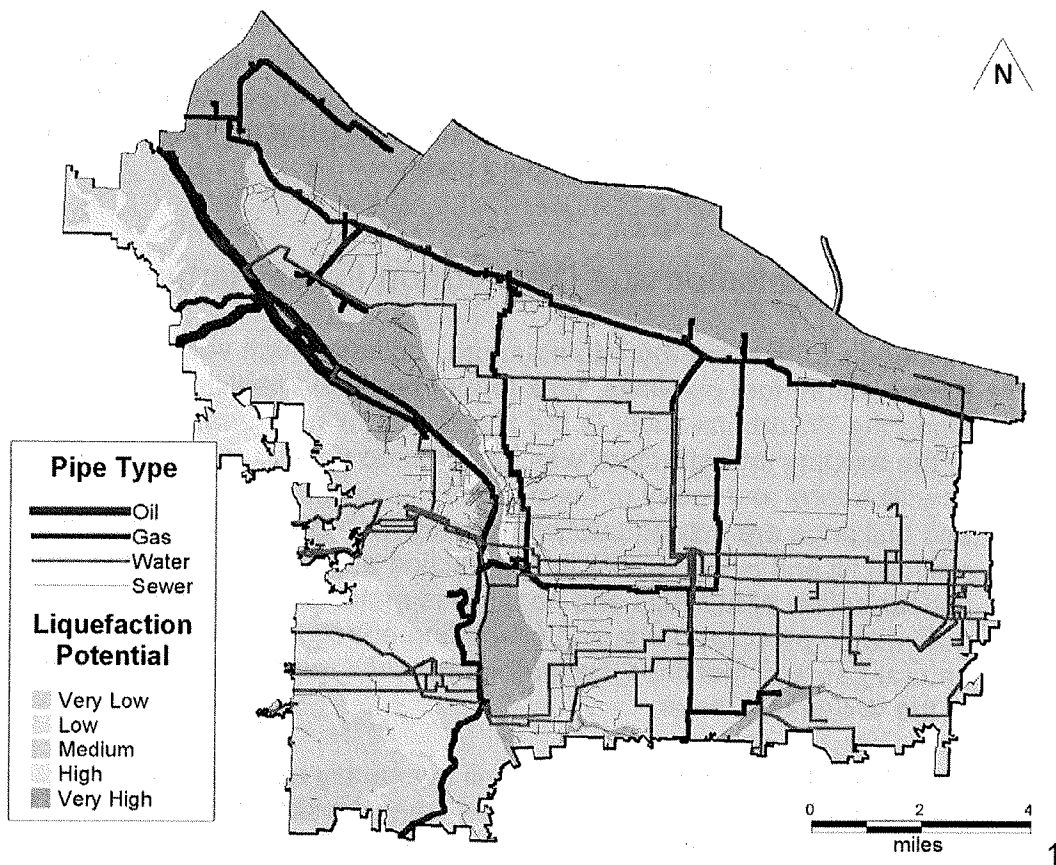 N
Pipe Type
Oil
Gas
Water
Sewer
Liquefaction
Potential
Very Low
Low
Medium
High
Very High
0 2 4
miles
1